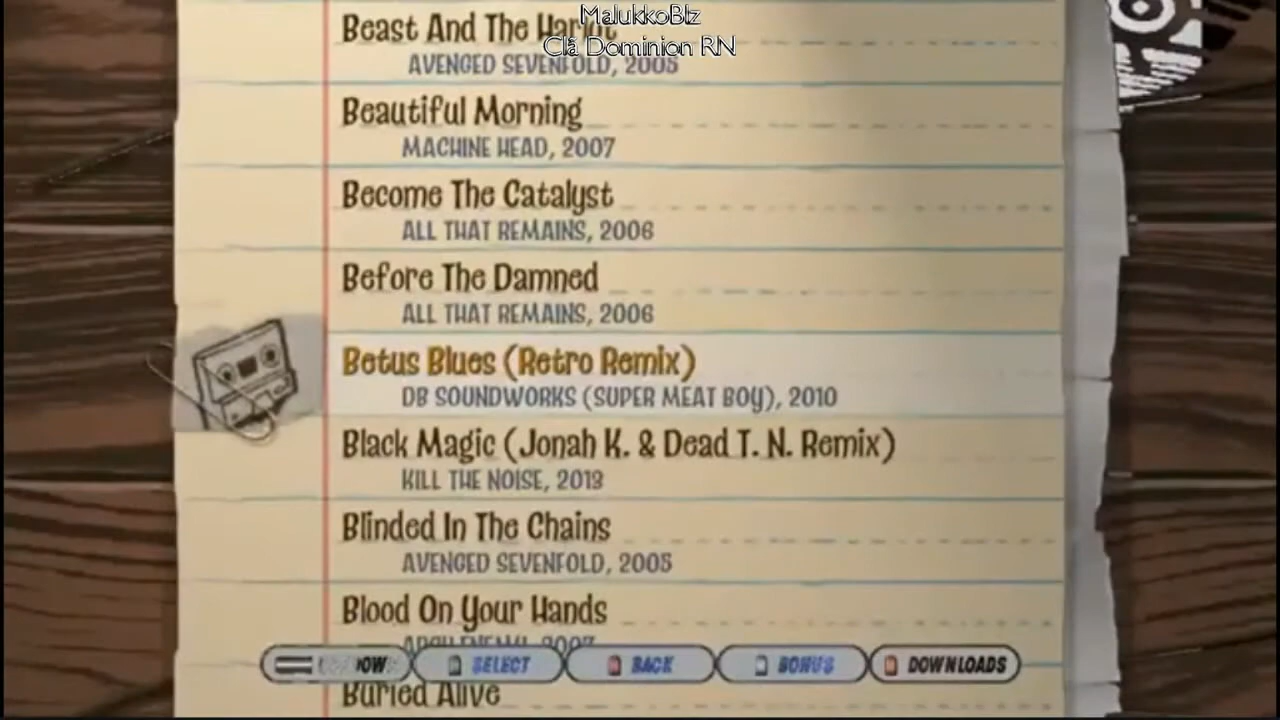 MalukkoBlz
Clã Dominion RN
Beast And The Harlot
AVENGED SEVENFOLD, 2005
Beautiful Morning
MACHINE HEAD, 2007
Become The Catalyst
ALL THAT REMAINS, 2006
Before The Damned
ALL THAT REMAINS, 2006
Betus Blues (Retro Remix)
DB SOUNDWORKS (SUPER MEAT BOY), 2010
Black Magic (Jonah K. & Dead T. N. Remix)
KILL THE NOISE, 2013
Blinded In The Chains
AVENGED SEVENFOLD, 2005
Blood On Your Hands
ARCH ENEMY, 2007
SELECT BACK BONUS DOWNLOADS
Buried Alive